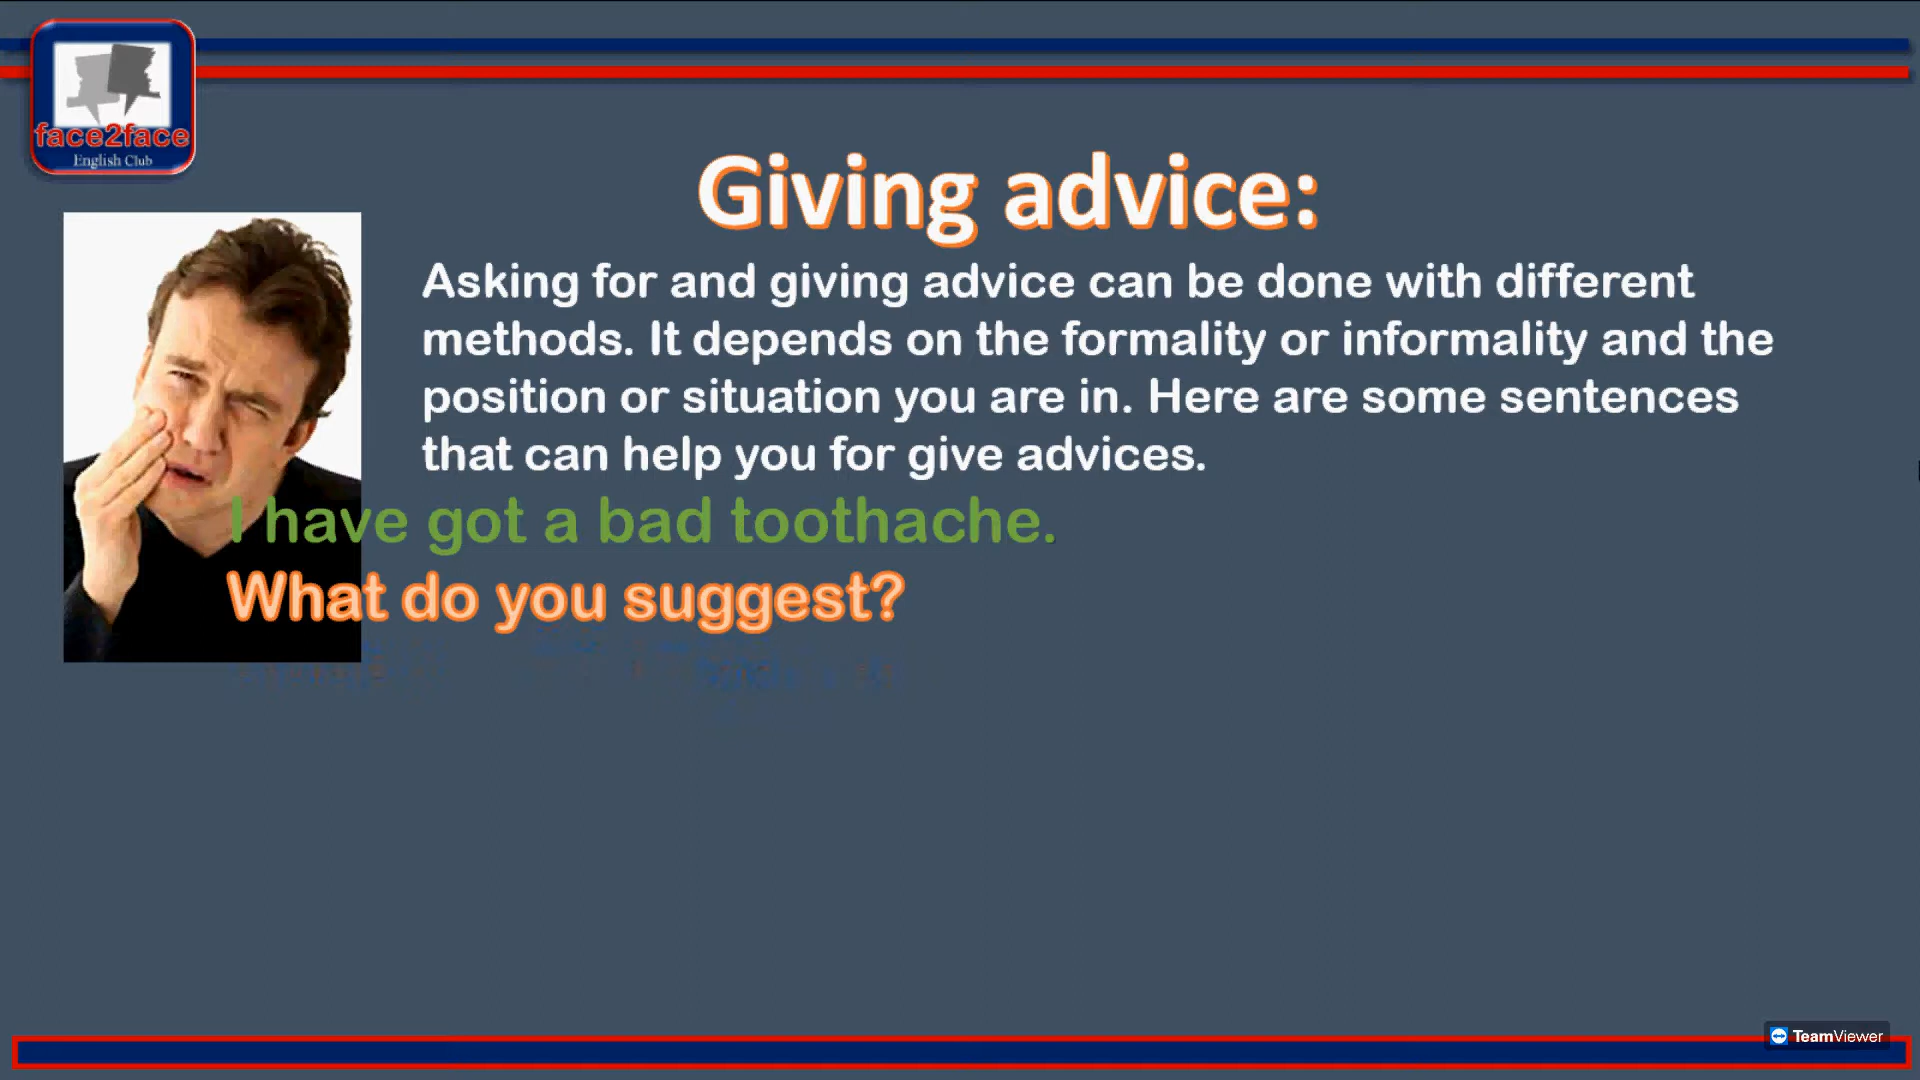 face2face
English Club
Giving advice:
Asking for and giving advice can be done with different
methods. It depends on the formality or informality and the
position or situation you are in. Here are some sentences
that can help you for give advices.
I have got a bad toothache.
What do you suggest?
TeamViewer